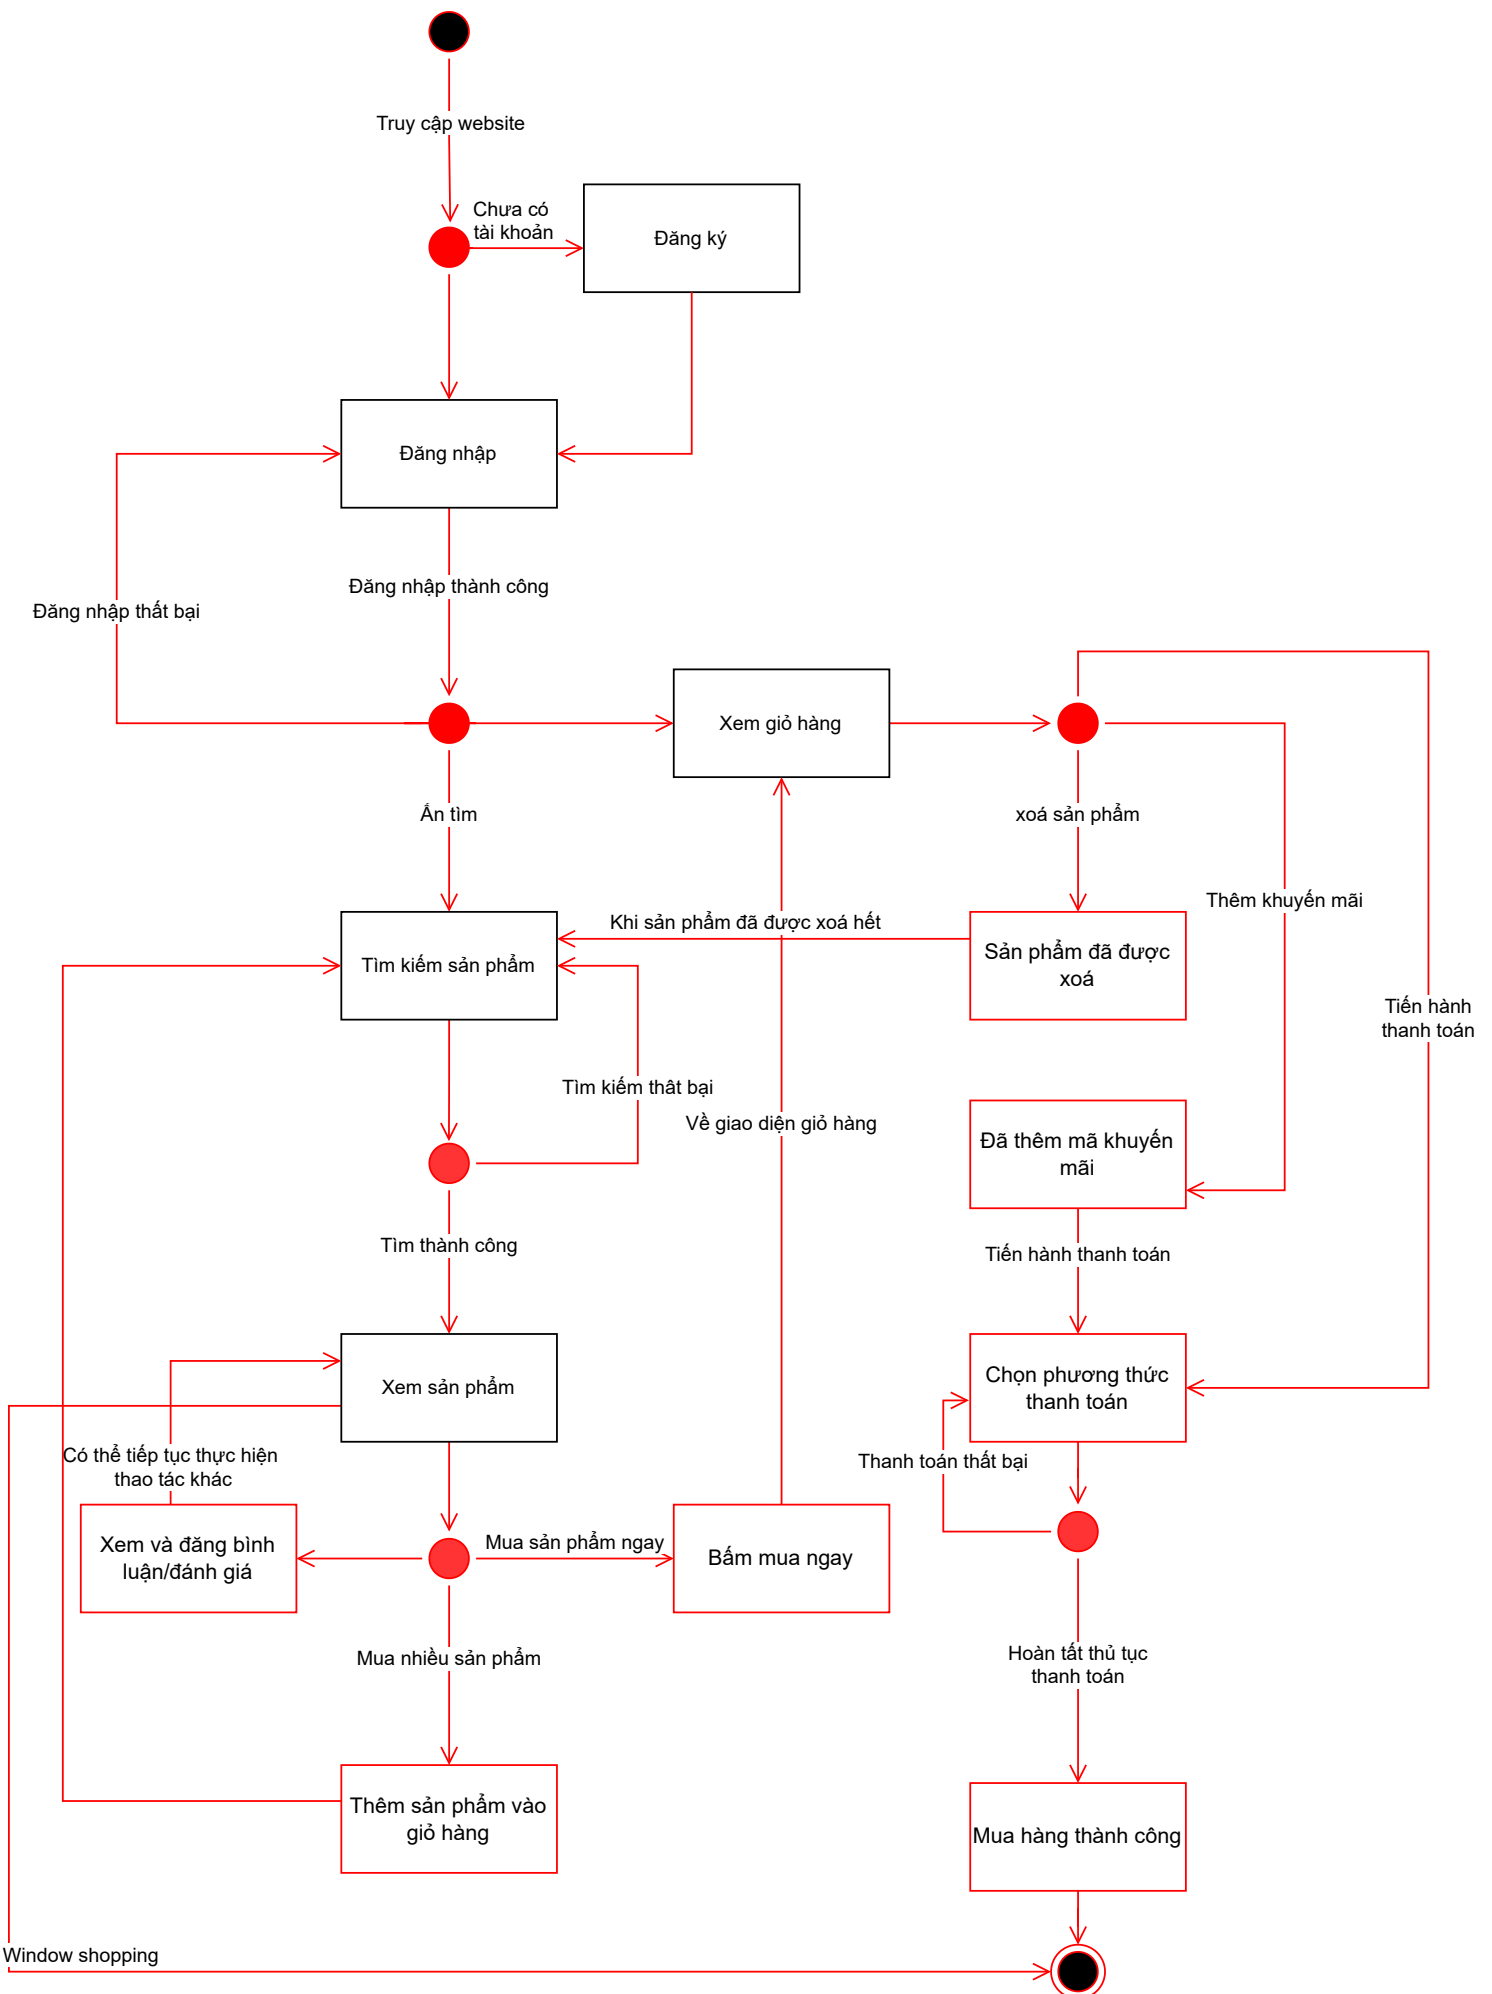 Truy cập website
Chưa có
tài khoản
Đăng ký
Đăng nhập
Đăng nhập thành công
Đăng nhập thất bại
Xem giỏ hàng
Ấn tìm
xoá sản phẩm
Thêm khuyến mãi
Khi sản phẩm đã được xoá hết
Sản phẩm đã được
xoá
Tìm kiếm sản phẩm
Tiến hành
thanh toán
Tìm kiếm thât bại
Về giao diện giỏ hàng
Đã thêm mã khuyến
mãi
Tìm thành công
Tiến hành thanh toán
Xem sản phẩm
Chọn phương thức
thanh toán
Có thể tiếp tục thực hiện
thao tác khác
Thanh toán thất bại
Xem và đăng bình
luận/đánh giá
Mua sản phẩm ngay
Bấm mua ngay
Mua nhiều sản phẩm
Hoàn tất thủ tục
thanh toán
Thêm sản phẩm vào
giỏ hàng
Mua hàng thành công
Window shopping